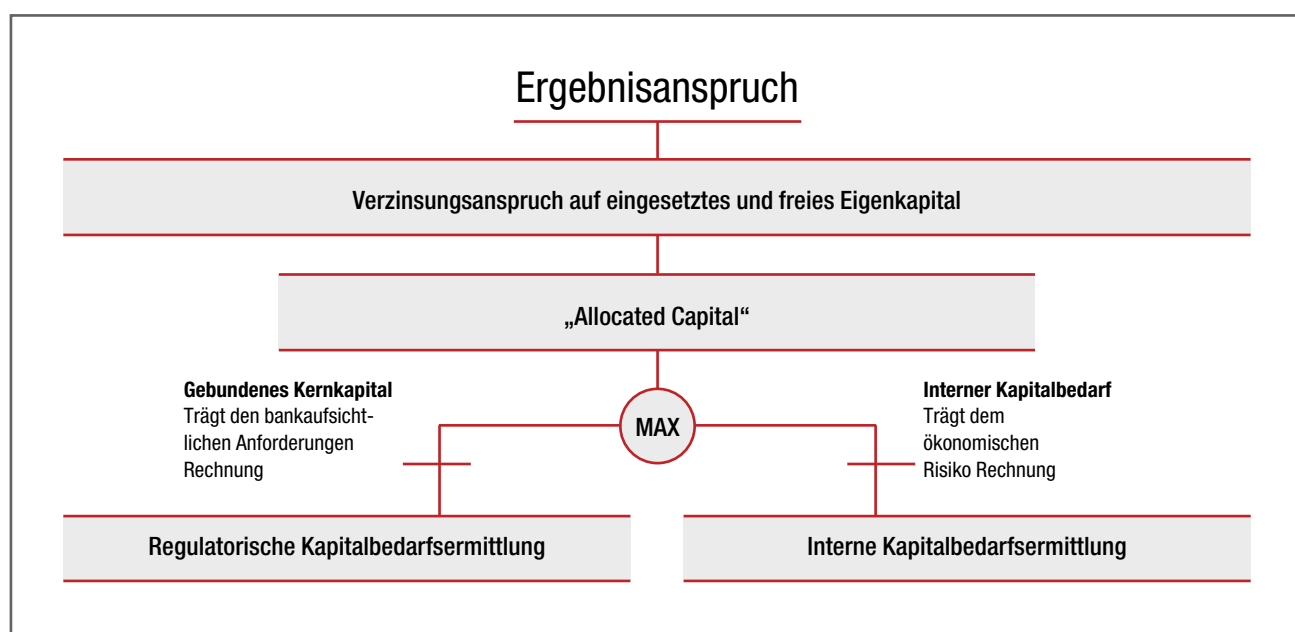 Ergebnisanspruch
Verzinsungsanspruch auf eingesetztes und freies Eigenkapital
„Allocated Capital“
Gebundenes Kernkapital
Trägt den bankaufsicht-
lichen Anforderungen
Rechnung
MAX
Interner Kapitalbedarf
Trägt dem
ökonomischen
Risiko Rechnung
Regulatorische Kapitalbedarfsermittlung
Interne Kapitalbedarfsermittlung